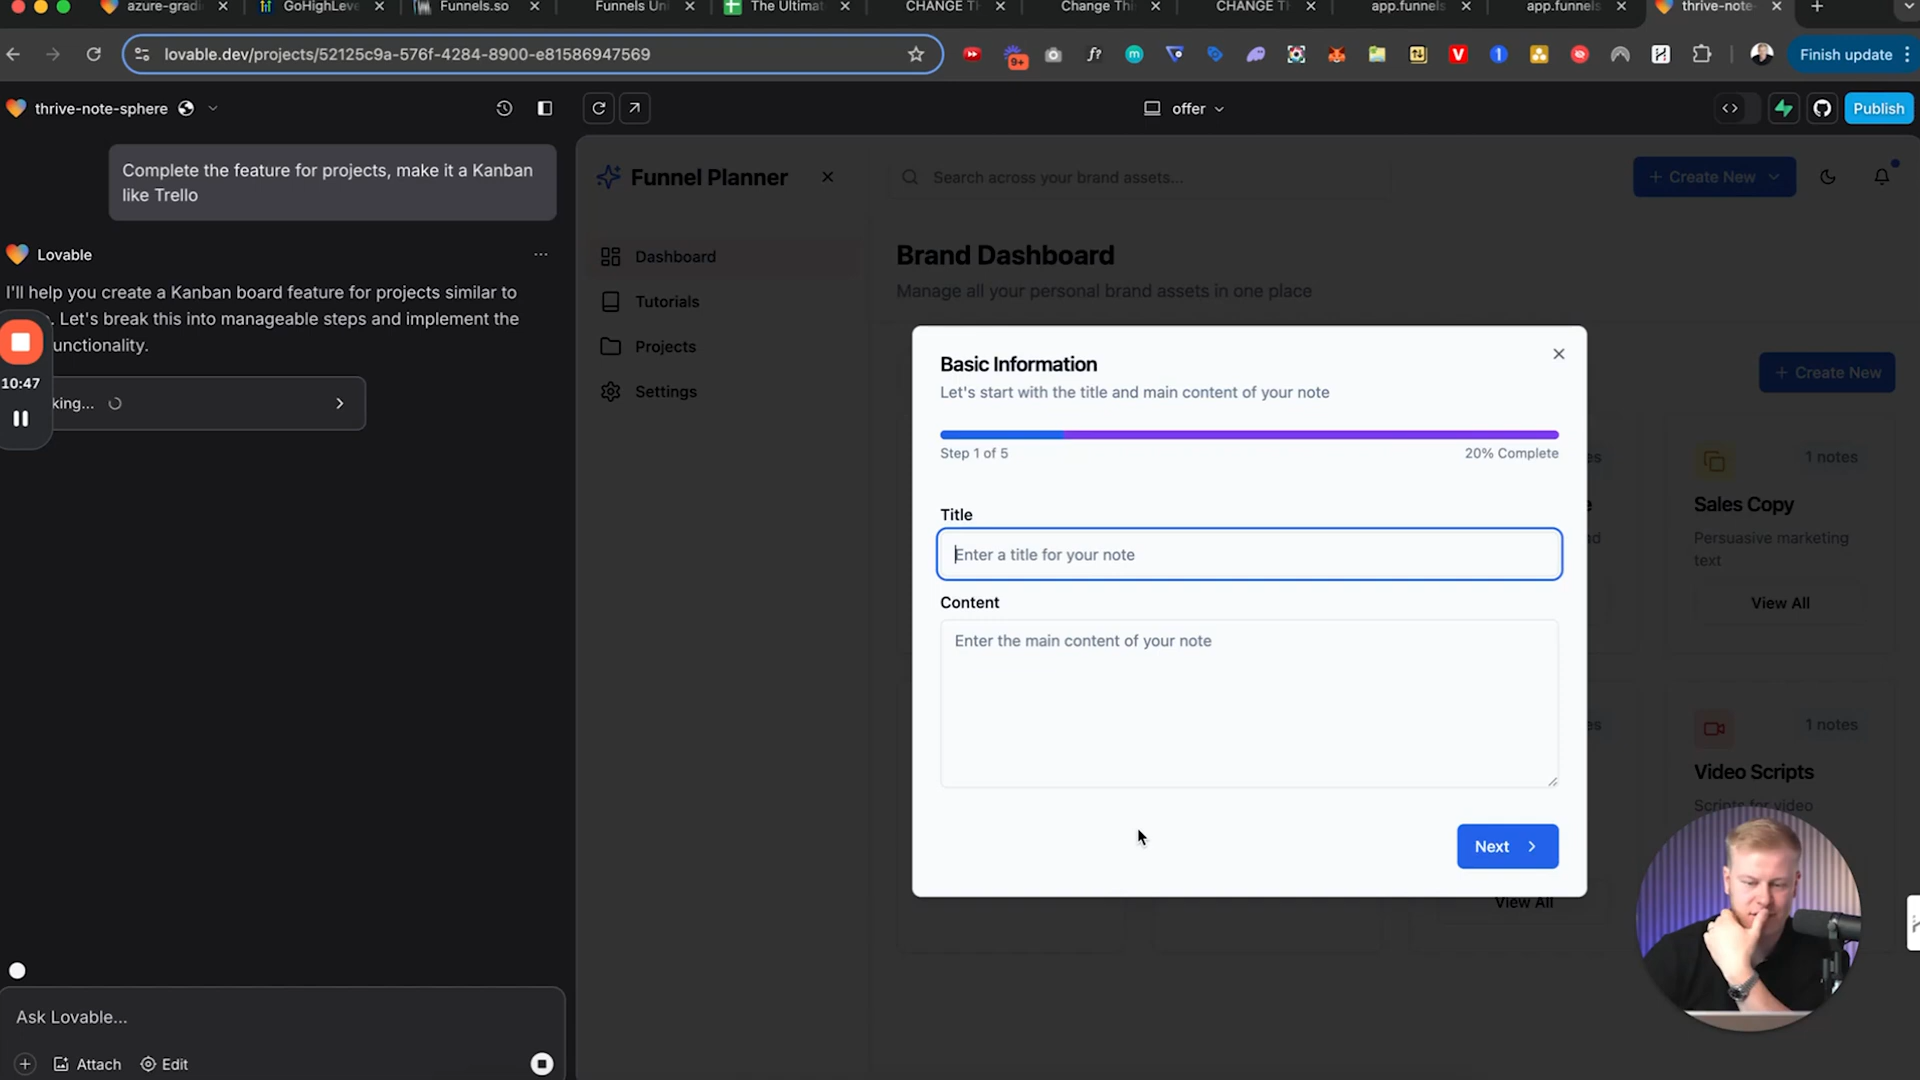 azure-gradi
GoHighLeve
Funnels.so
Funnels Un
The Ultima
CHANGE T
Change Thi
CHANGE T
app.funnels
app.funnels
thrive-note-
lovable.dev/projects/52125c9a-576f-4284-8900-e81586947569
9+
f?
Finish update
thrive-note-sphere
offer
Publish
Complete the feature for projects, make it a Kanban
like Trello
Lovable
I'll help you create a Kanban board feature for projects similar to
. Let's break this into manageable steps and implement the
unctionality.
10:47
king...
Ask Lovable...
Attach
Edit
Funnel Planner
Search across your brand assets...
+ Create New
Dashboard
Tutorials
Projects
Settings
Brand Dashboard
Manage all your personal brand assets in one place
+ Create New
Basic Information
Let's start with the title and main content of your note
Step 1 of 5
20% Complete
Title
Enter a title for your note
Content
Enter the main content of your note
Next
1 notes
Sales Copy
Persuasive marketing
text
View All
1 notes
Video Scripts
Scripts for video
View All